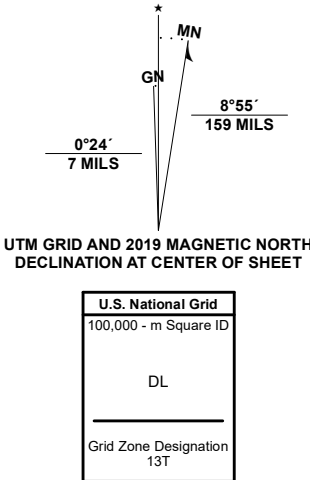 ★
MN
GN
8°55´
159 MILS
0°24´
7 MILS
UTM GRID AND 2019 MAGNETIC NORTH
DECLINATION AT CENTER OF SHEET
U.S. National Grid
100,000 - m Square ID
DL
Grid Zone Designation
13T